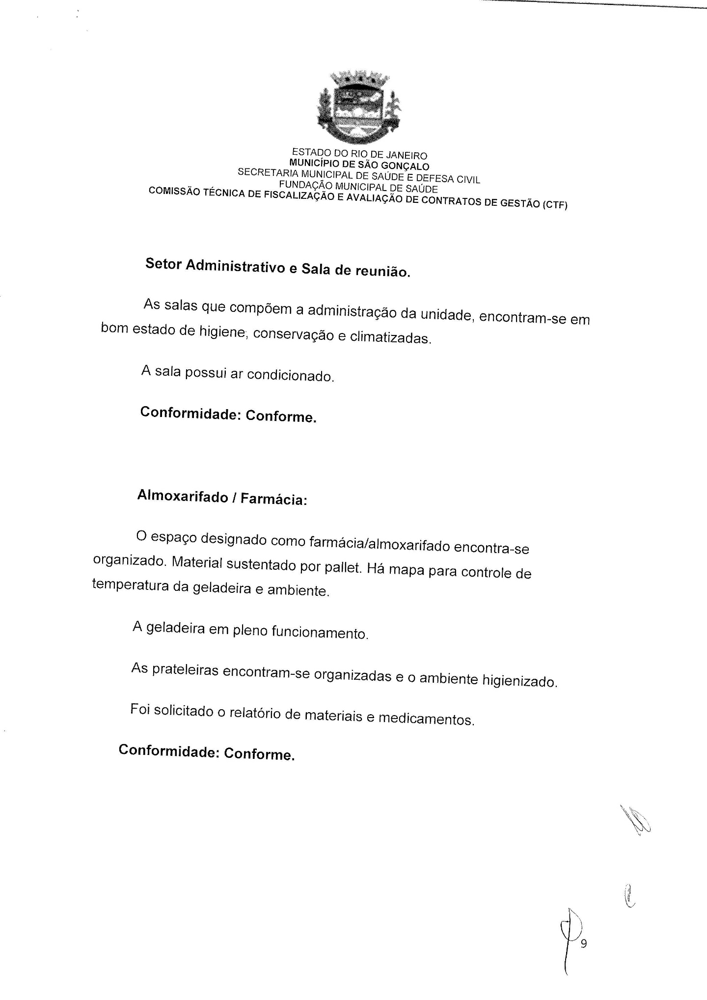 ESTADO DO RIO DE JANEIRO
MUNICÍPIO DE SÃO GONÇALO
SECRETARIA MUNICIPAL DE SAÚDE E DEFESA CIVIL
FUNDAÇÃO MUNICIPAL DE SAÚDE
COMISSÃO TÉCNICA DE FISCALIZAÇÃO E AVALIAÇÃO DE CONTRATOS DE GESTÃO (CTF)
Setor Administrativo e Sala de reunião.
As salas que compõem a administração da unidade, encontram-se em
bom estado de higiene, conservação e climatizadas.
A sala possui ar condicionado.
Conformidade: Conforme.
Almoxarifado / Farmácia:
O espaço designado como farmácia/almoxarifado encontra-se
organizado. Material sustentado por pallet. Há mapa para controle de
temperatura da geladeira e ambiente.
A geladeira em pleno funcionamento.
As prateleiras encontram-se organizadas e o ambiente higienizado.
Foi solicitado o relatório de materiais e medicamentos.
Conformidade: Conforme.
9